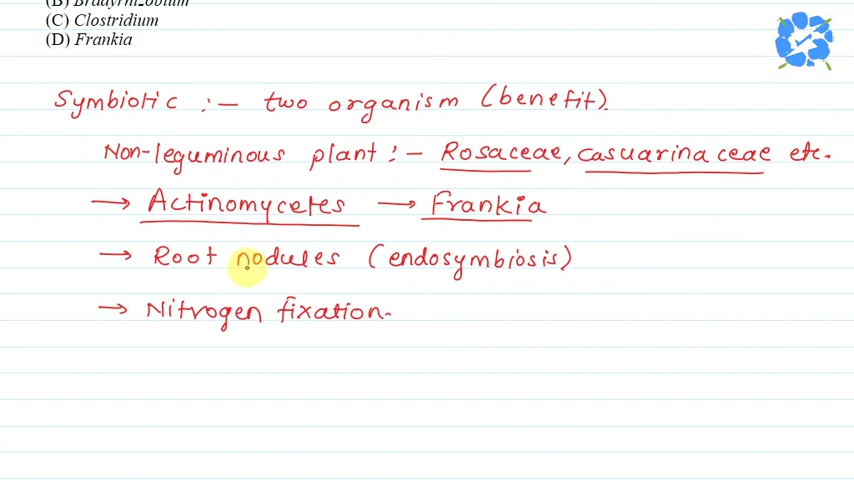 (B) Bradyrhizobium
(C) Clostridium
(D) Frankia
Symbiotic :- two organism (benefit).
Non-leguminous plant :- Rosaceae, casuarinaceae etc.
→ Actinomycetes → Frankia
→ Root nodules (endosymbiosis)
→ Nitrogen fixation.